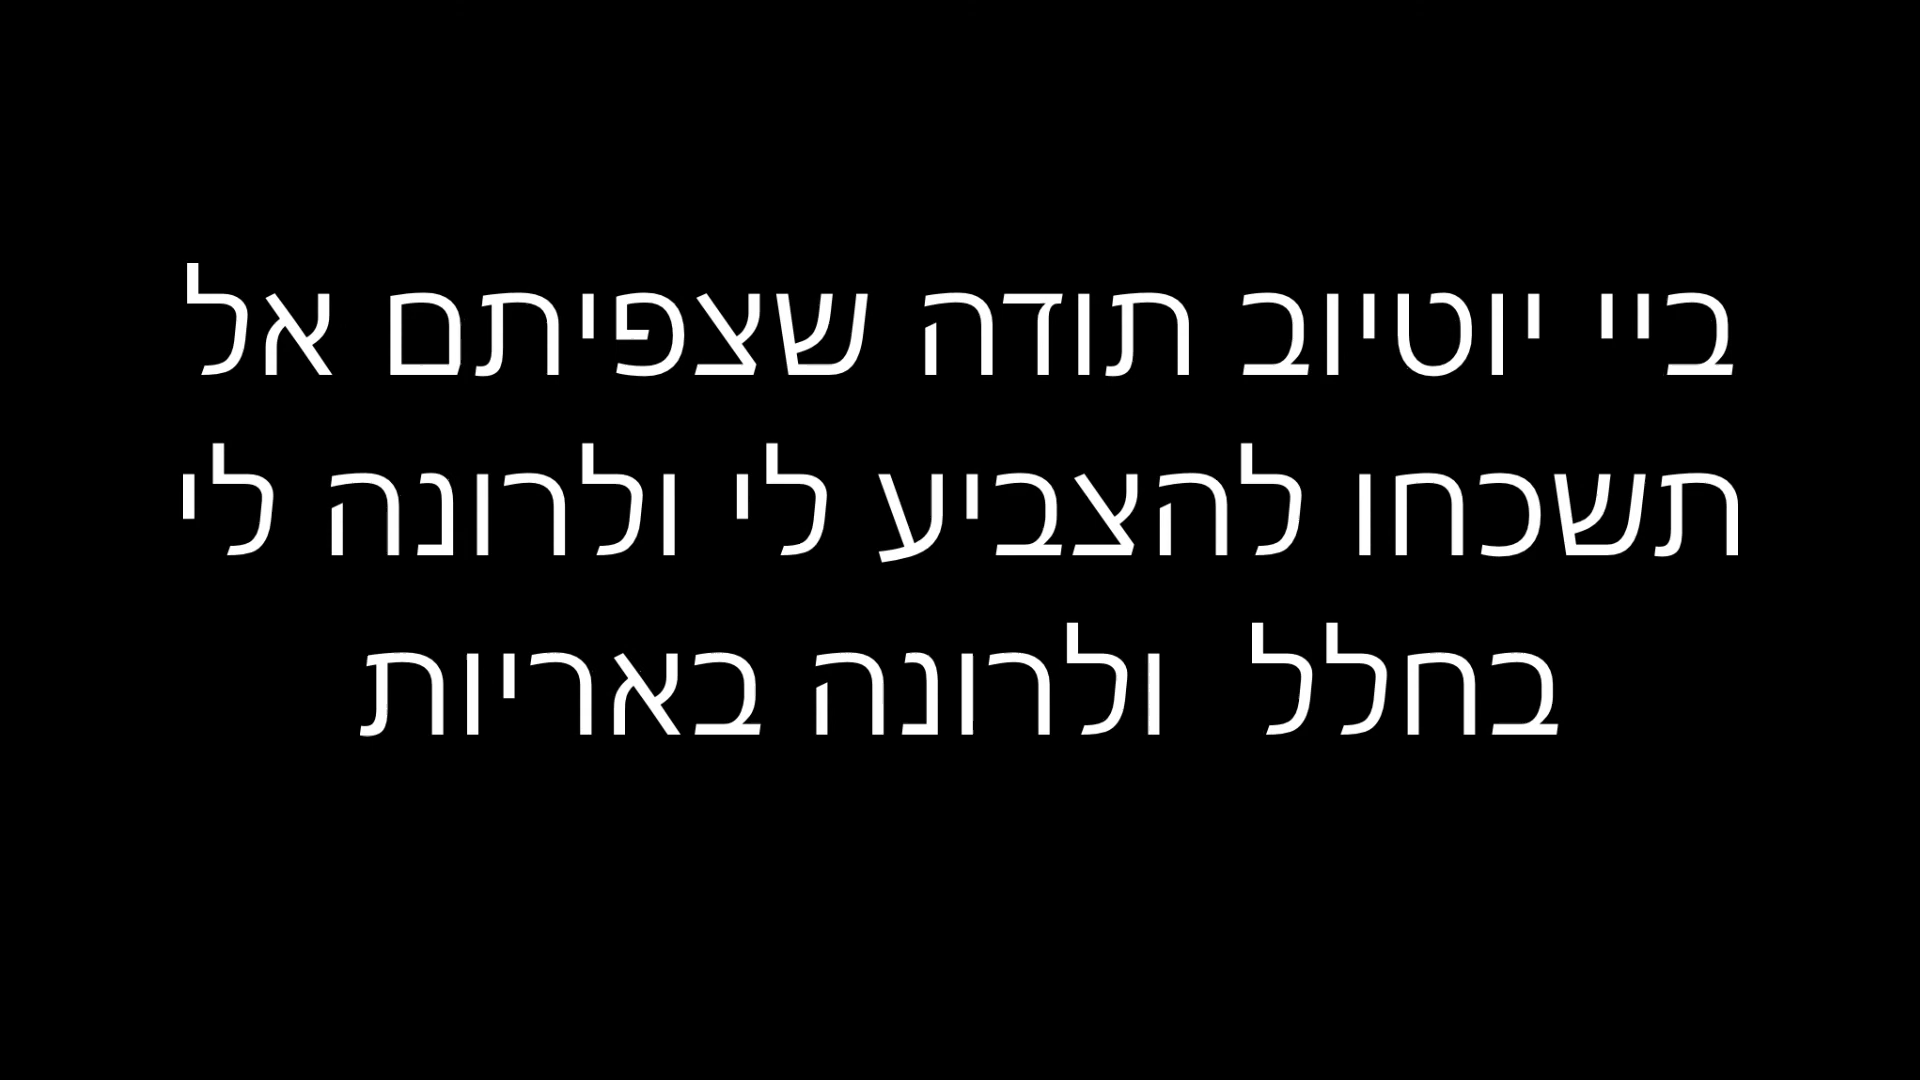 ביי יוטיוב תודה שצפיתם אל
תשכחו להצביע לי ולרונה לי
בחלל  ולרונה באריות